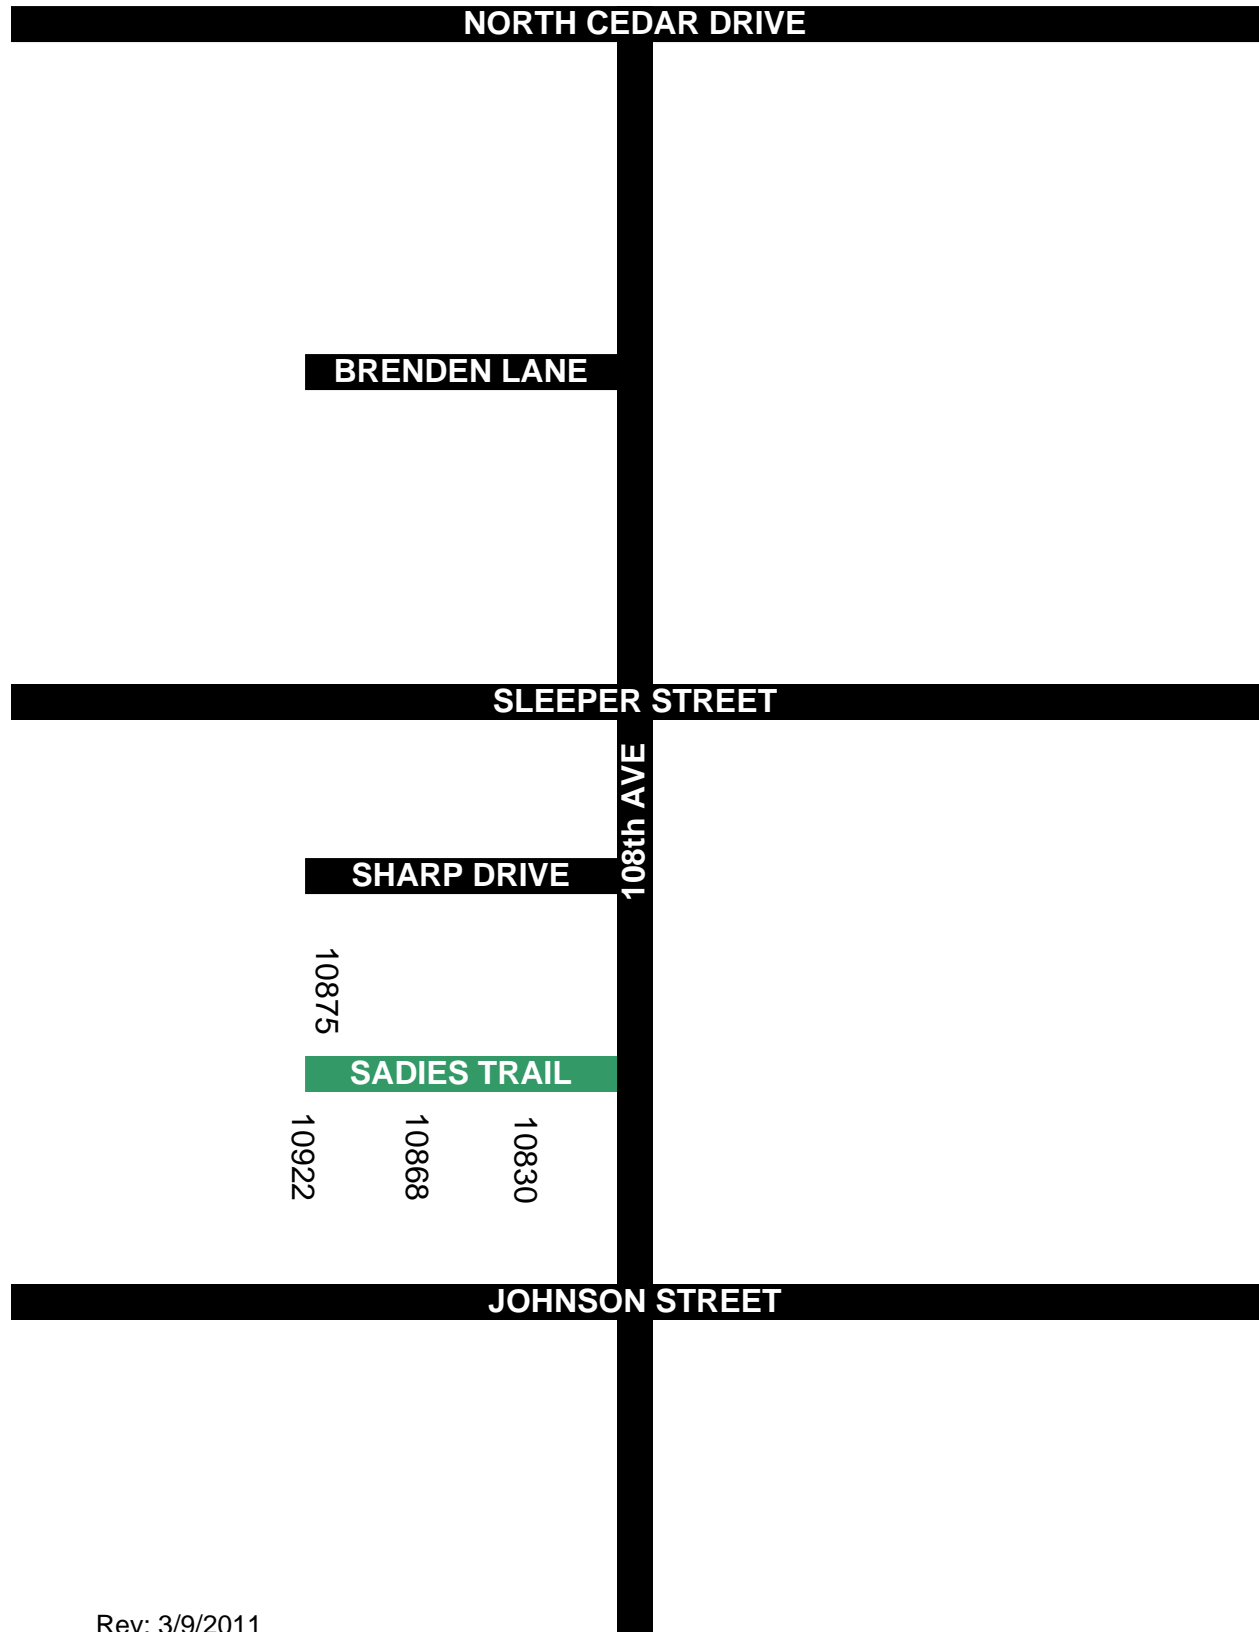 NORTH CEDAR DRIVE
BRENDEN LANE
SLEEPER STREET
108th AVE
SHARP DRIVE
10875
SADIES TRAIL
10922
10868
10830
JOHNSON STREET
Rev: 3/9/2011